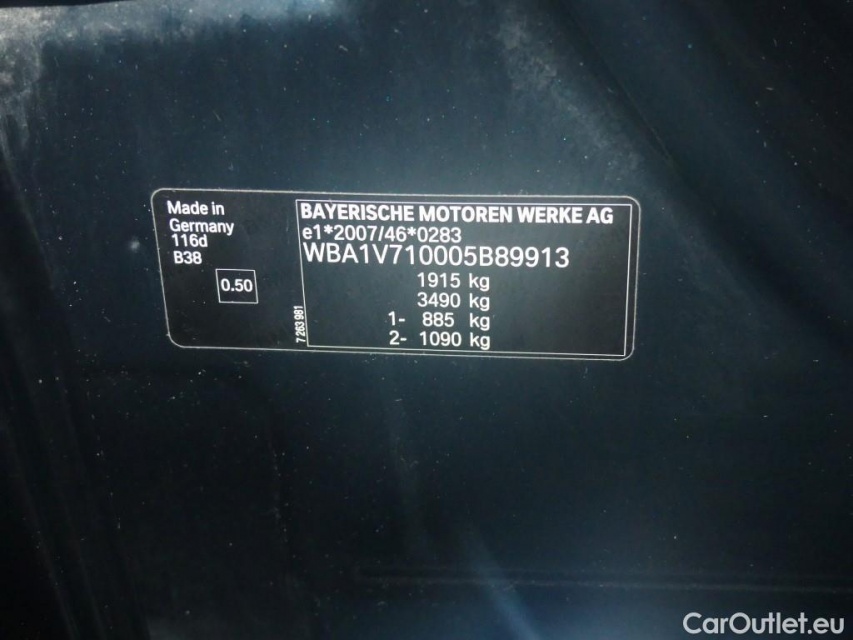 Made in
Germany
116d
B38
0.50
7 263 981
BAYERISCHE MOTOREN WERKE AG
e1*2007/46*0283
WBA1V710005B89913
1915 kg
3490 kg
1- 885 kg
2- 1090 kg
CarOutlet.eu